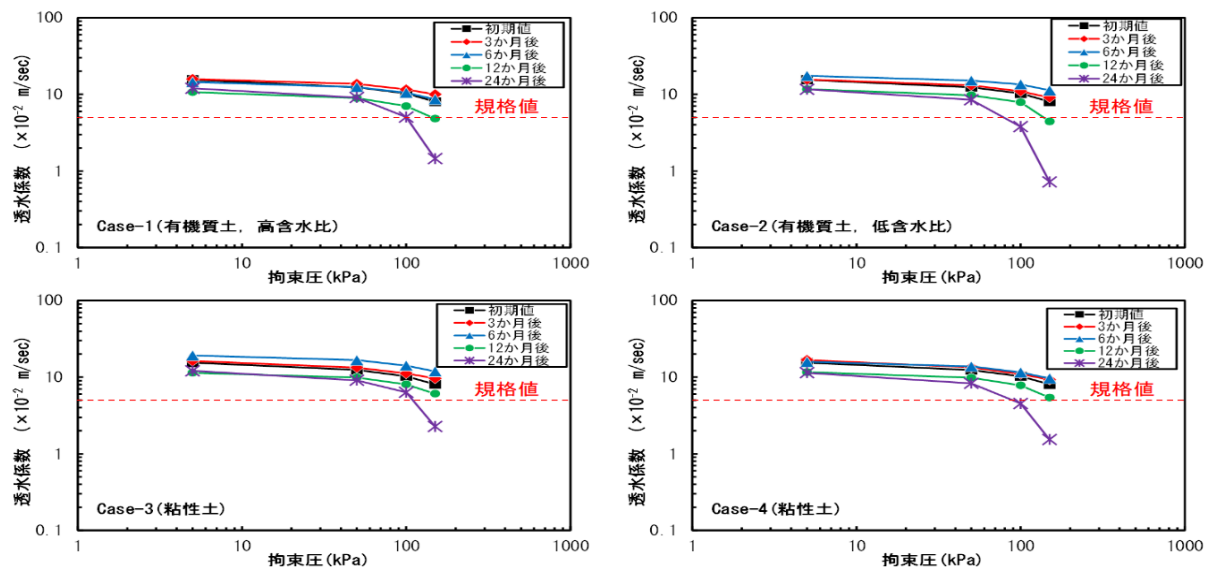 透水係数 (×10⁻² m/sec)
100
10
1
0.1
初期値
3か月後
6か月後
12か月後
24か月後
規格値
Case-1(有機質土, 高含水比)
1
10
100
1000
拘束圧(kPa)
透水係数 (×10⁻² m/sec)
100
10
1
0.1
初期値
3か月後
6か月後
12か月後
24か月後
規格値
Case-2(有機質土, 低含水比)
1
10
100
1000
拘束圧(kPa)
透水係数 (×10⁻² m/sec)
100
10
1
0.1
初期値
3か月後
6か月後
12か月後
24か月後
規格値
Case-3(粘性土)
1
10
100
1000
拘束圧(kPa)
透水係数 (×10⁻² m/sec)
100
10
1
0.1
初期値
3か月後
6か月後
12か月後
24か月後
規格値
Case-4(粘性土)
1
10
100
1000
拘束圧(kPa)